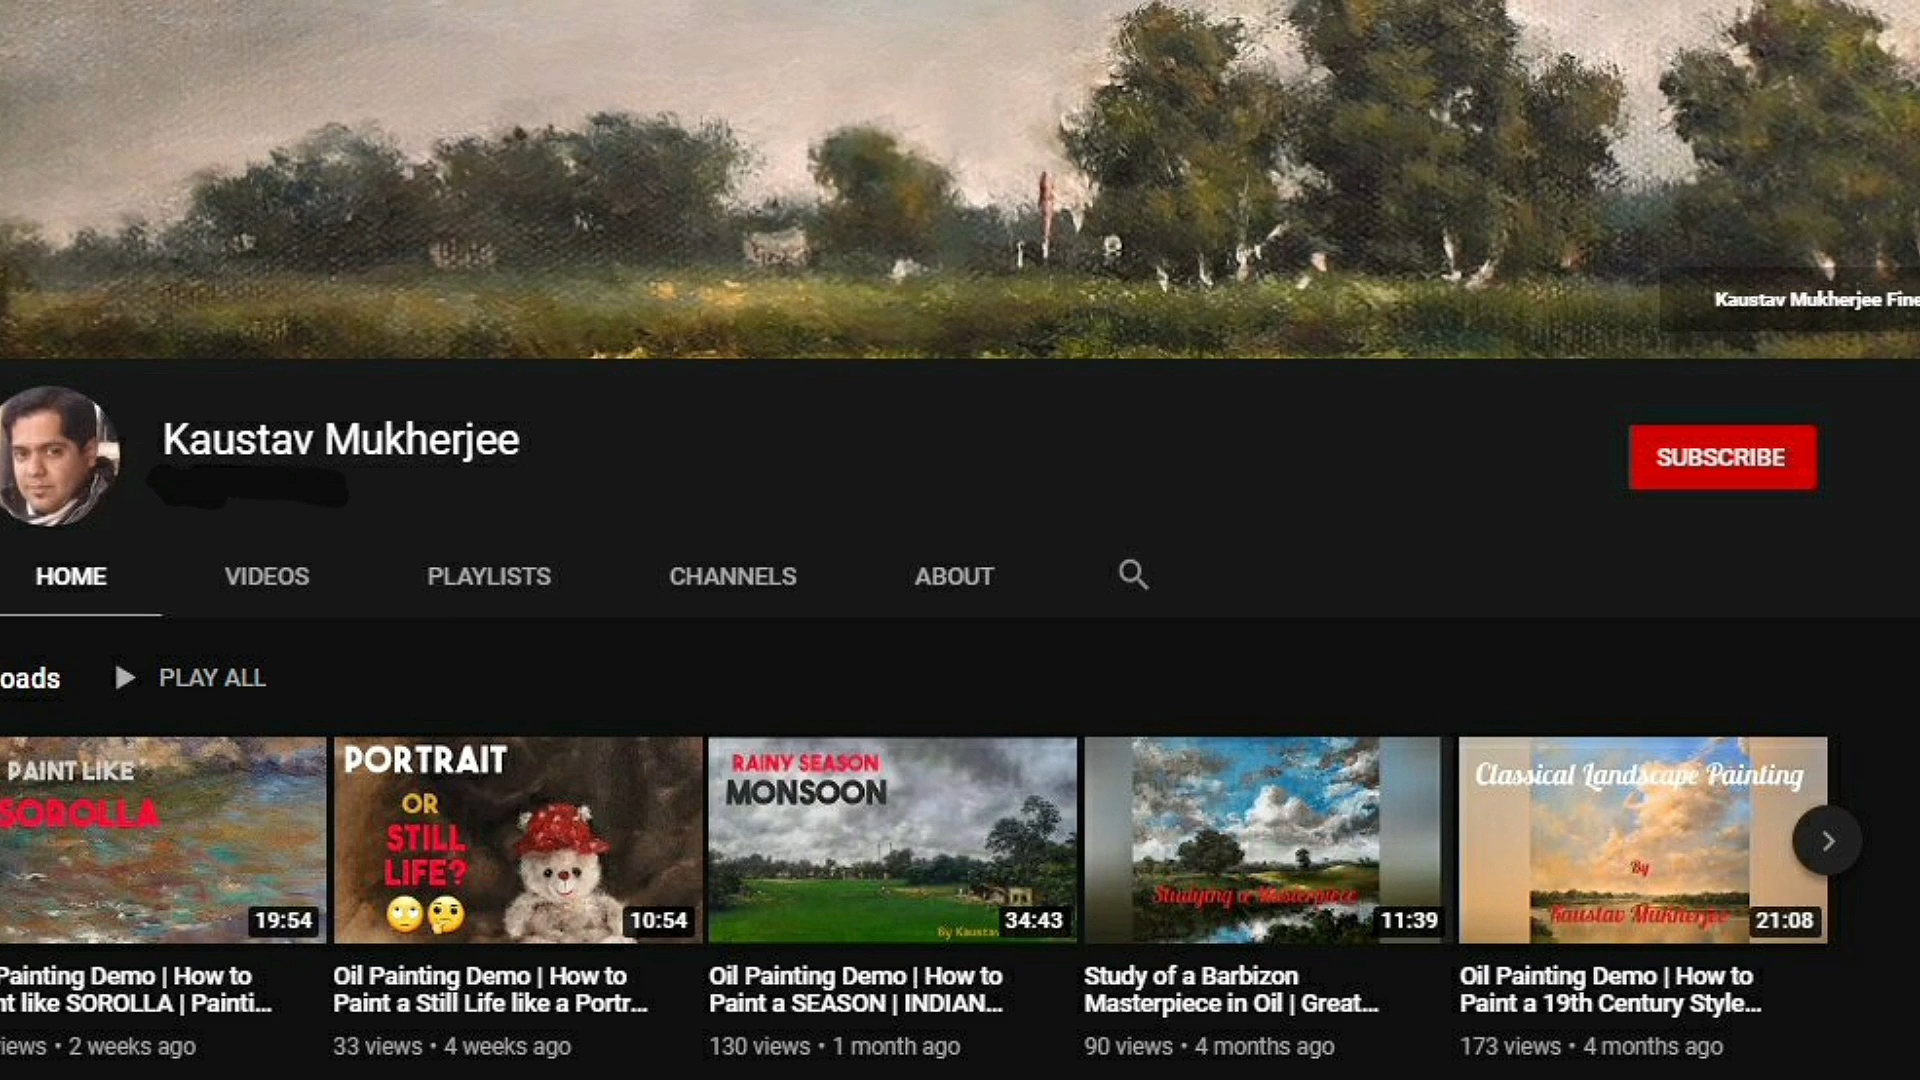 Kaustav Mukherjee Fine
Kaustav Mukherjee
SUBSCRIBE
HOME VIDEOS PLAYLISTS CHANNELS ABOUT
oads PLAY ALL
PAINT LIKE
SOROLLA
19:54
PORTRAIT
OR
STILL
LIFE?
10:54
RAINY SEASON
MONSOON
By Kaustav
34:43
Studying a Masterpiece
11:39
Classical Landscape Painting
By
Kaustav Mukherjee
21:08
Painting Demo | How to
nt like SOROLLA | Painti...
iews • 2 weeks ago
Oil Painting Demo | How to
Paint a Still Life like a Portr...
33 views • 4 weeks ago
Oil Painting Demo | How to
Paint a SEASON | INDIAN...
130 views • 1 month ago
Study of a Barbizon
Masterpiece in Oil | Great...
90 views • 4 months ago
Oil Painting Demo | How to
Paint a 19th Century Style...
173 views • 4 months ago